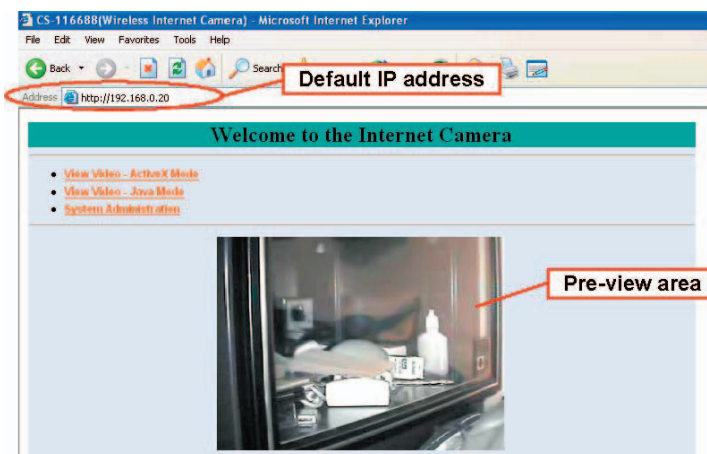 CS-116688(Wireless Internet Camera) - Microsoft Internet Explorer
File Edit View Favorites Tools Help
Back Search
Default IP address
Address http://192.168.0.20
Welcome to the Internet Camera
View Video - ActiveX Mode
View Video - Java Mode
System Administration
Pre-view area